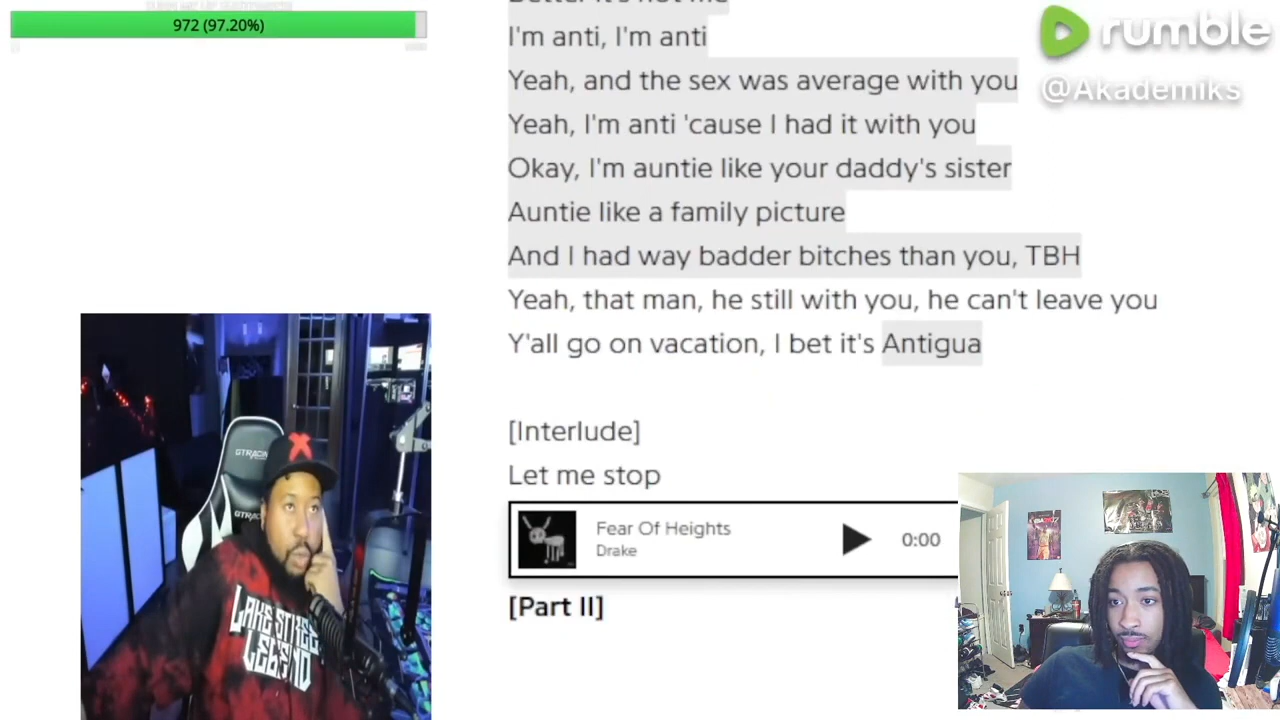 972 (97.20%)
rumble
@Akademiks
I'm anti, I'm anti
Yeah, and the sex was average with you
Yeah, I'm anti 'cause I had it with you
Okay, I'm auntie like your daddy's sister
Auntie like a family picture
And I had way badder bitches than you, TBH
Yeah, that man, he still with you, he can't leave you
Y'all go on vacation, I bet it's Antigua
[Interlude]
Let me stop
Fear Of Heights
Drake
0:00
[Part II]
GTRACING
LAKE STREET
LEGEND